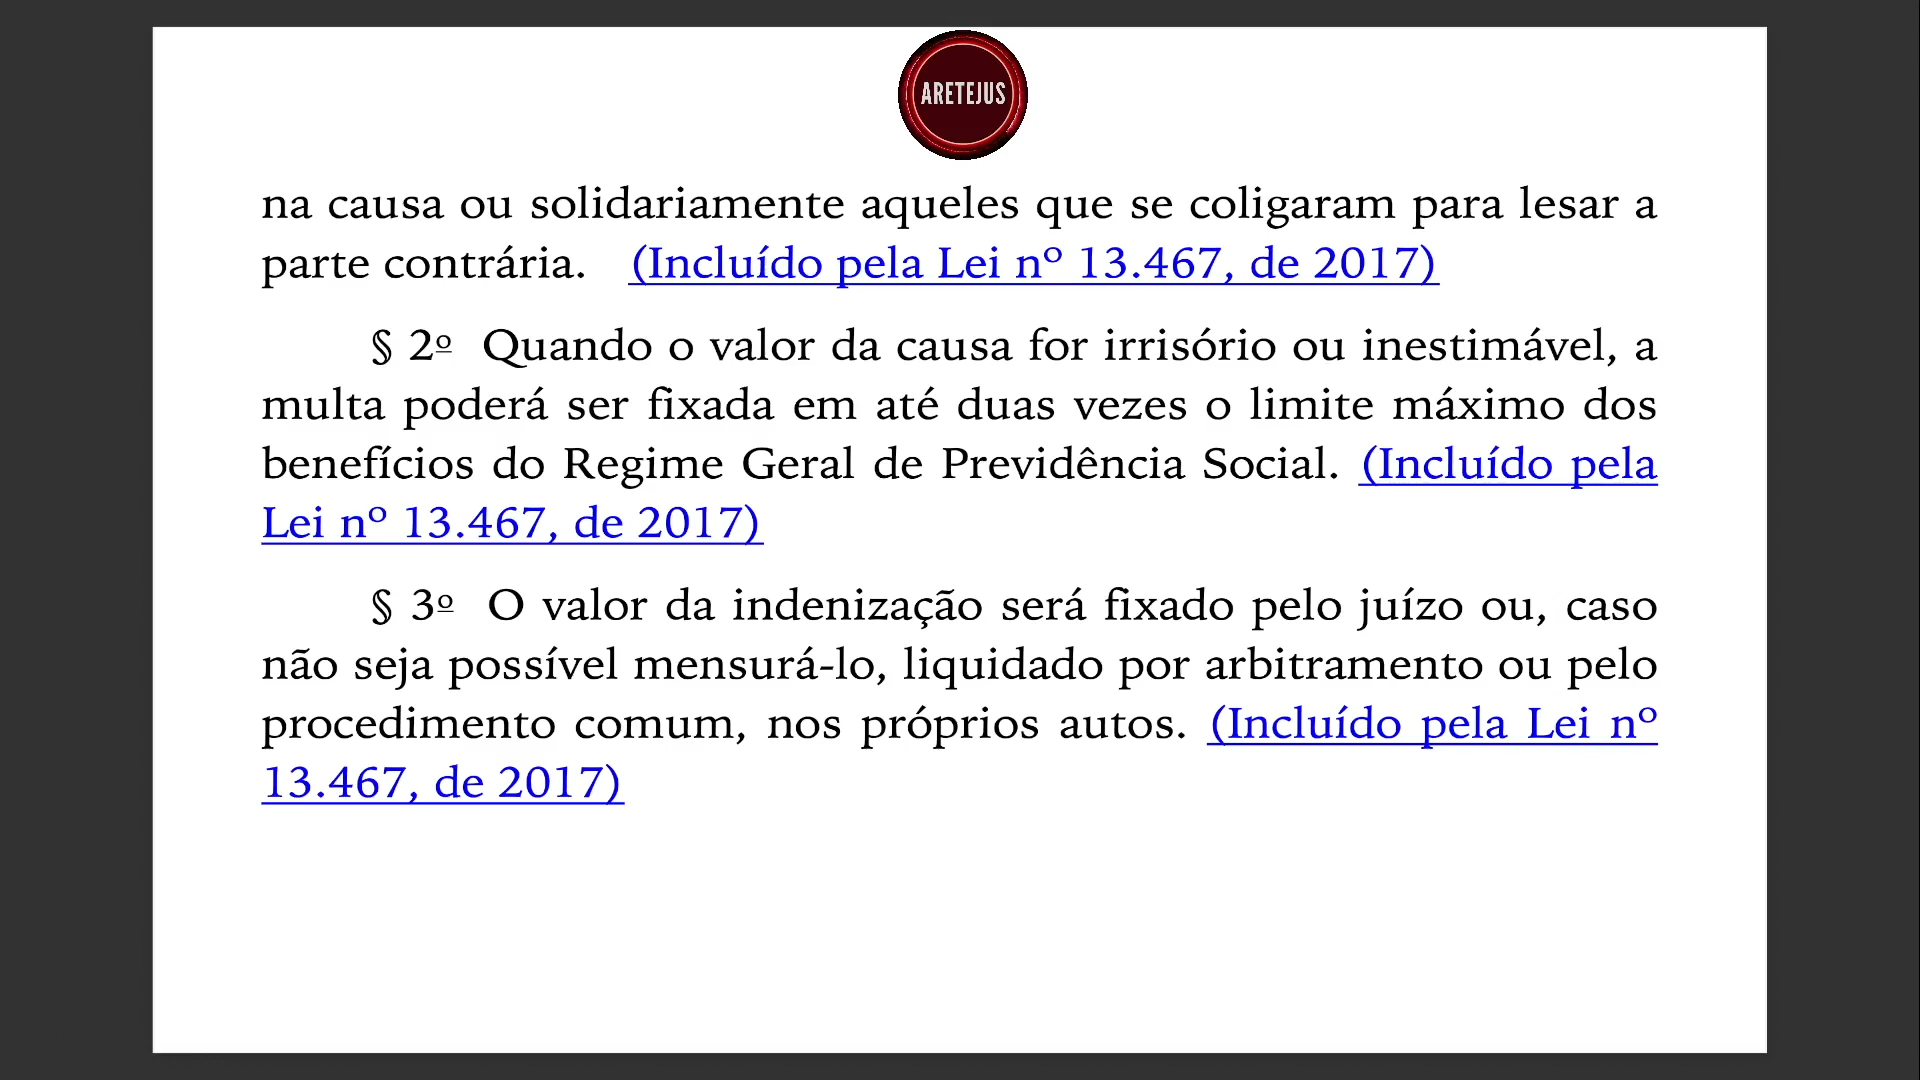 ARETEJUS
na causa ou solidariamente aqueles que se coligaram para lesar a
parte contrária. (Incluído pela Lei nº 13.467, de 2017)
§ 2º Quando o valor da causa for irrisório ou inestimável, a
multa poderá ser fixada em até duas vezes o limite máximo dos
benefícios do Regime Geral de Previdência Social. (Incluído pela
Lei nº 13.467, de 2017)
§ 3º O valor da indenização será fixado pelo juízo ou, caso
não seja possível mensurá-lo, liquidado por arbitramento ou pelo
procedimento comum, nos próprios autos. (Incluído pela Lei nº
13.467, de 2017)